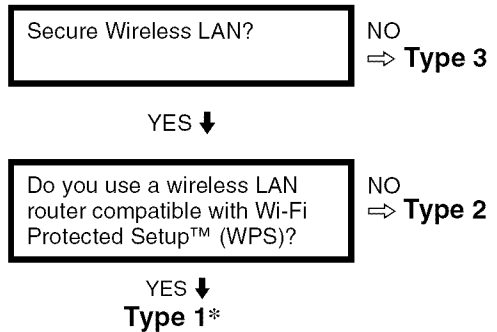 Secure Wireless LAN?
NO
⇨ Type 3
YES ⬇
Do you use a wireless LAN
router compatible with Wi-Fi
Protected Setup™ (WPS)?
NO
⇨ Type 2
YES ⬇
Type 1*